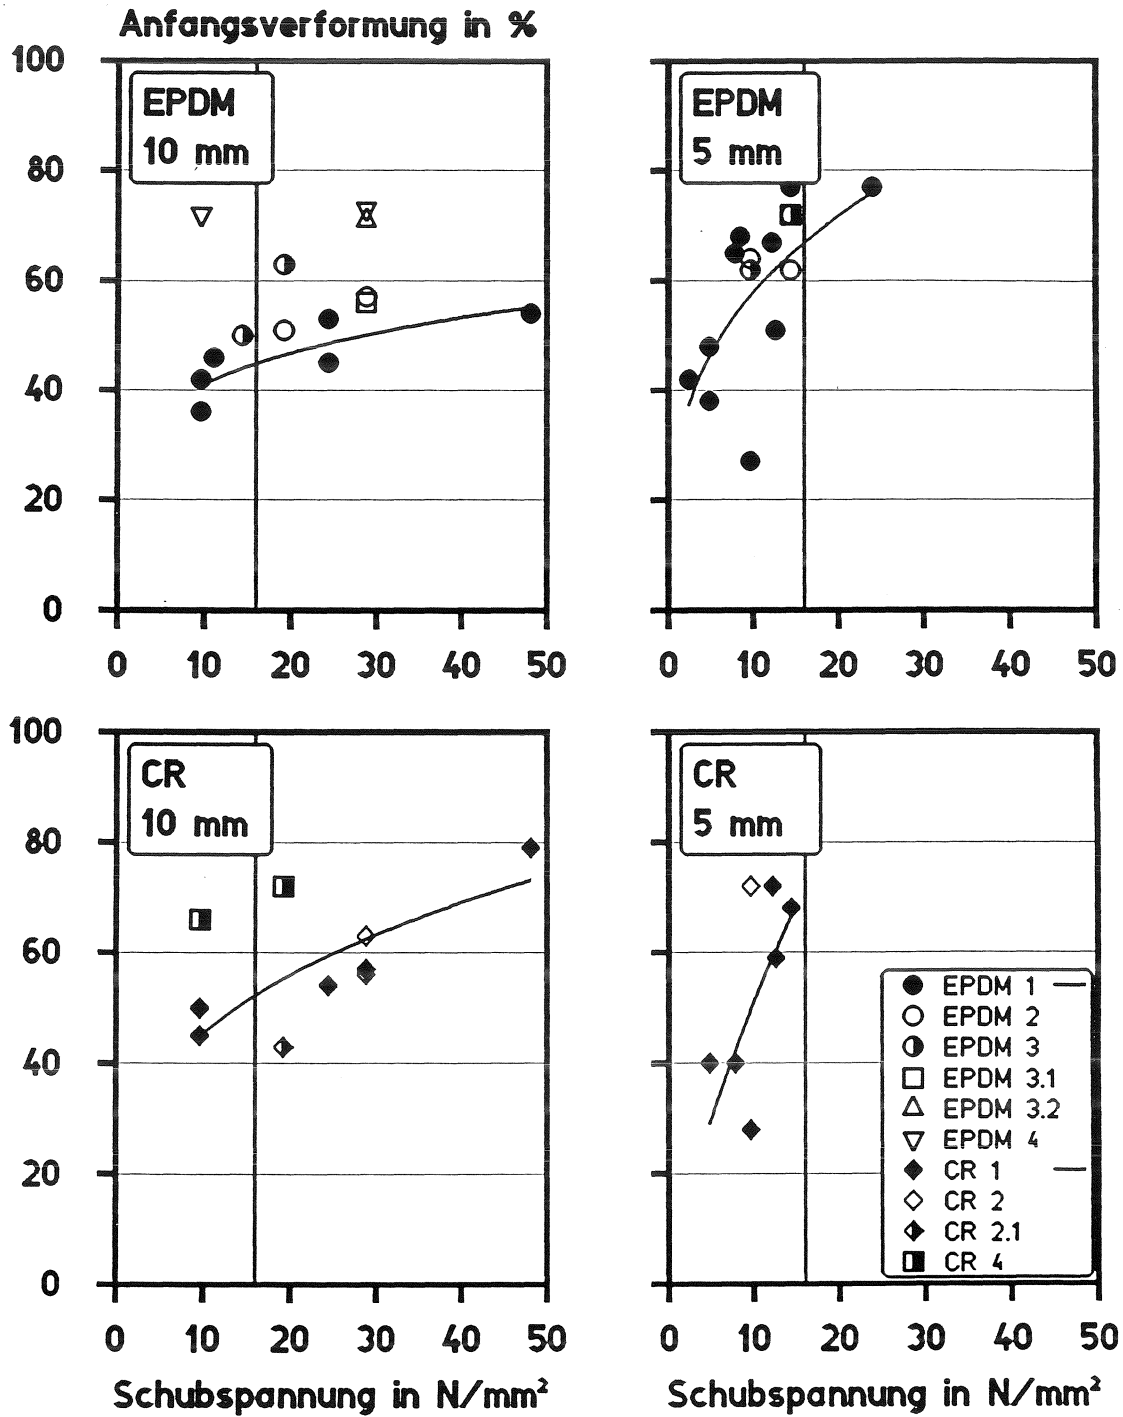 Anfangsverformung in %
100
80
60
40
20
0
EPDM
10 mm
0 10 20 30 40 50
EPDM
5 mm
0 10 20 30 40 50
100
80
60
40
20
0
CR
10 mm
0 10 20 30 40 50
Schubspannung in N/mm²
CR
5 mm
EPDM 1
EPDM 2
EPDM 3
EPDM 3.1
EPDM 3.2
EPDM 4
CR 1
CR 2
CR 2.1
CR 4
0 10 20 30 40 50
Schubspannung in N/mm²